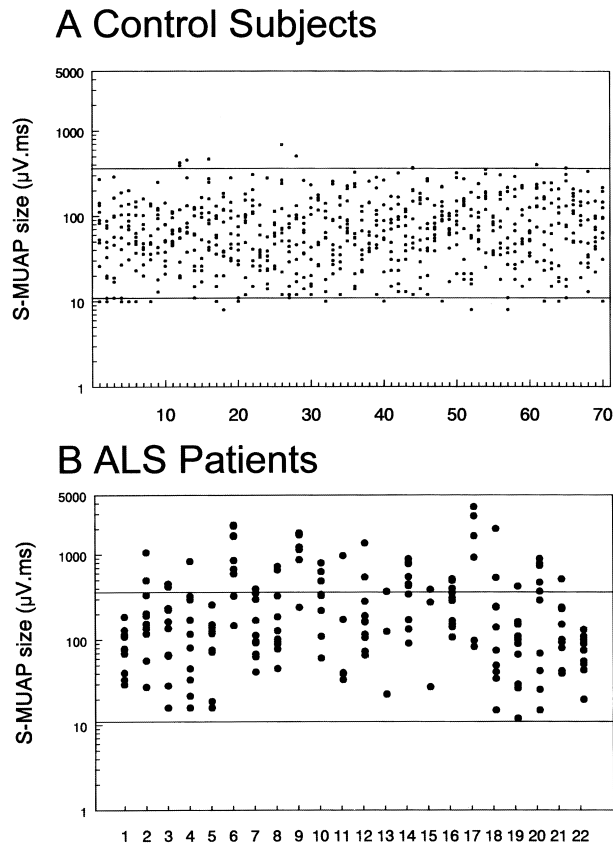 A Control Subjects
5000
1000
100
10
1
S-MUAP size (µV.ms)
10 20 30 40 50 60 70
B ALS Patients
5000
1000
100
10
1
S-MUAP size (µV.ms)
1 2 3 4 5 6 7 8 9 10 11 12 13 14 15 16 17 18 19 20 21 22